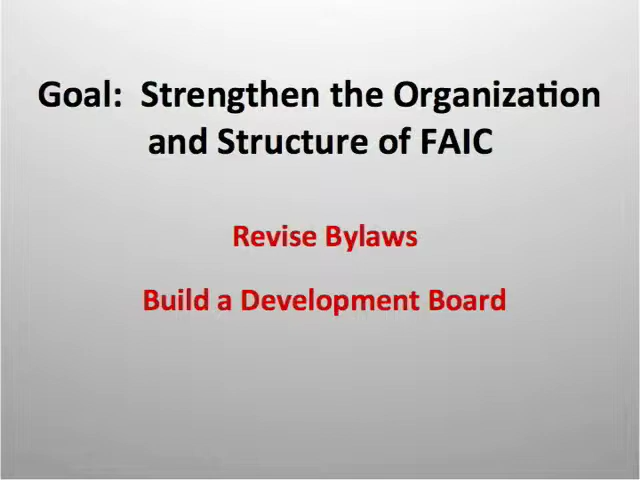 Goal: Strengthen the Organization
and Structure of FAIC
Revise Bylaws
Build a Development Board